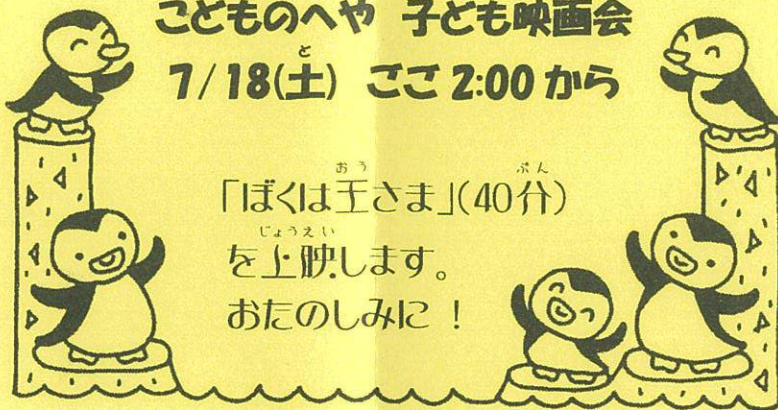 こどものへや 子ども映画会
7/18(土) ごご 2:00 から
「ぼくは王さま」(40分)
を上映します。
おたのしみに！